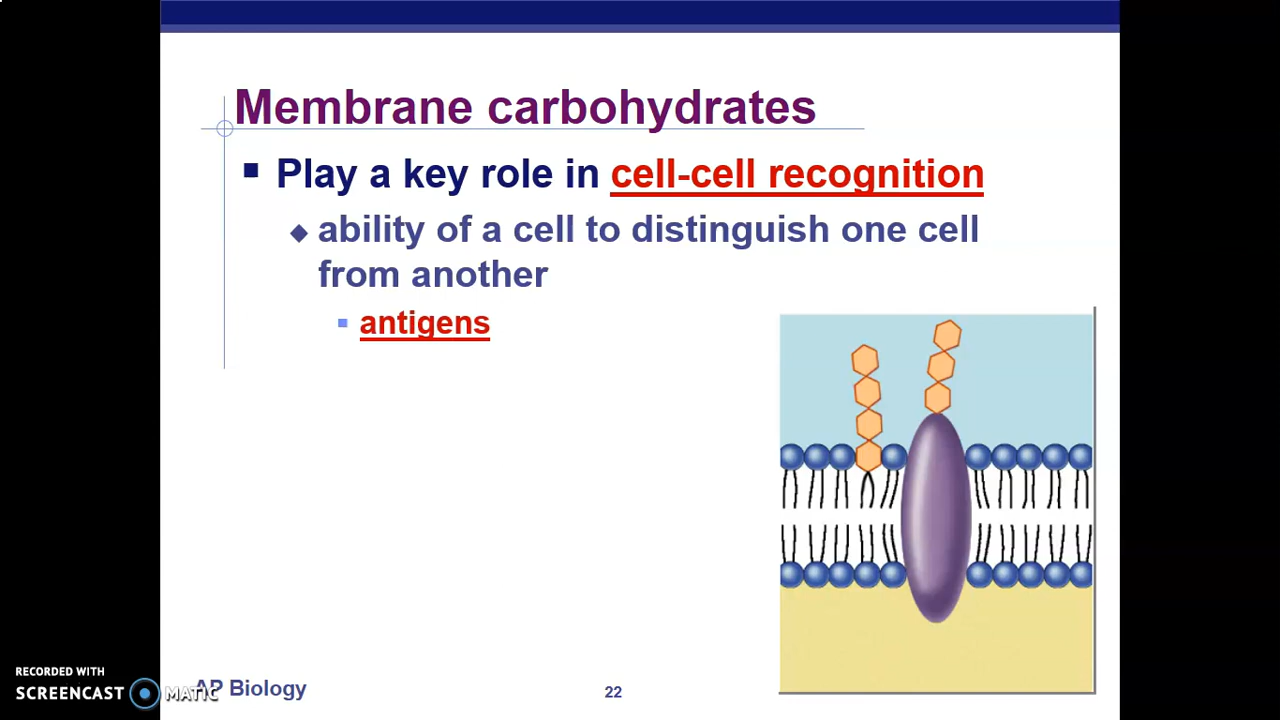 Membrane carbohydrates
Play a key role in cell-cell recognition
ability of a cell to distinguish one cell
from another
antigens
RECORDED WITH
SCREENCAST MATIC
AP Biology
22